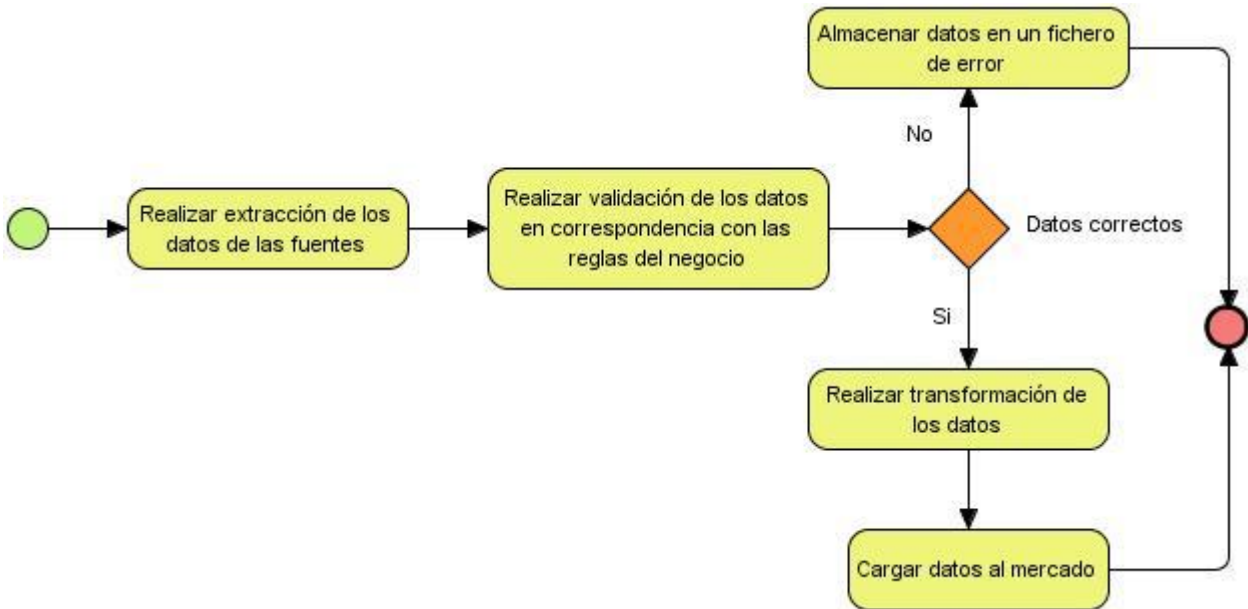 Almacenar datos en un fichero
de error
No
Realizar extracción de los
datos de las fuentes
Realizar validación de los datos
en correspondencia con las
reglas del negocio
Datos correctos
Si
Realizar transformación de
los datos
Cargar datos al mercado